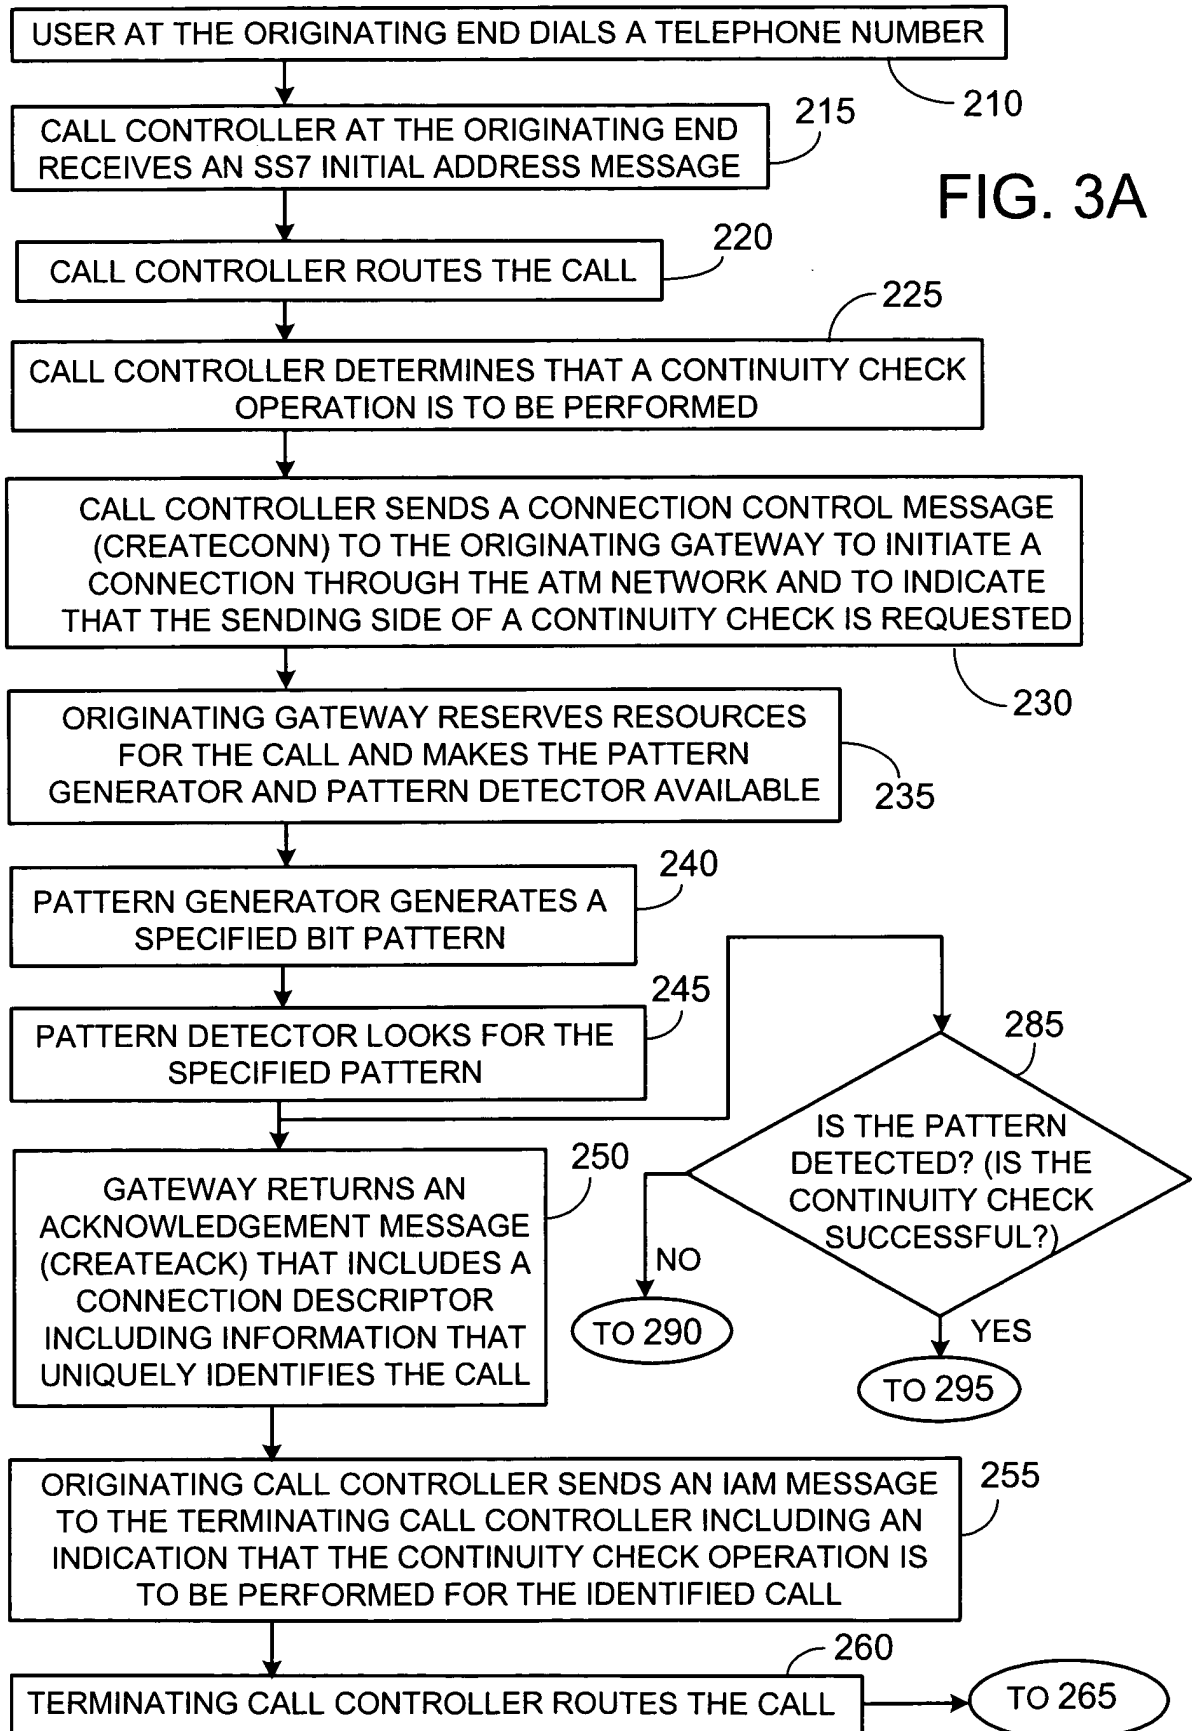 USER AT THE ORIGINATING END DIALS A TELEPHONE NUMBER
210
215
CALL CONTROLLER AT THE ORIGINATING END
RECEIVES AN SS7 INITIAL ADDRESS MESSAGE
FIG. 3A
220
CALL CONTROLLER ROUTES THE CALL
225
CALL CONTROLLER DETERMINES THAT A CONTINUITY CHECK
OPERATION IS TO BE PERFORMED
CALL CONTROLLER SENDS A CONNECTION CONTROL MESSAGE
(CREATECONN) TO THE ORIGINATING GATEWAY TO INITIATE A
CONNECTION THROUGH THE ATM NETWORK AND TO INDICATE
THAT THE SENDING SIDE OF A CONTINUITY CHECK IS REQUESTED
230
ORIGINATING GATEWAY RESERVES RESOURCES
FOR THE CALL AND MAKES THE PATTERN
GENERATOR AND PATTERN DETECTOR AVAILABLE
235
240
PATTERN GENERATOR GENERATES A
SPECIFIED BIT PATTERN
245
PATTERN DETECTOR LOOKS FOR THE
SPECIFIED PATTERN
285
IS THE PATTERN
DETECTED? (IS THE
CONTINUITY CHECK
SUCCESSFUL?)
NO
TO 290
YES
TO 295
250
GATEWAY RETURNS AN
ACKNOWLEDGEMENT MESSAGE
(CREATEACK) THAT INCLUDES A
CONNECTION DESCRIPTOR
INCLUDING INFORMATION THAT
UNIQUELY IDENTIFIES THE CALL
255
ORIGINATING CALL CONTROLLER SENDS AN IAM MESSAGE
TO THE TERMINATING CALL CONTROLLER INCLUDING AN
INDICATION THAT THE CONTINUITY CHECK OPERATION IS
TO BE PERFORMED FOR THE IDENTIFIED CALL
260
TERMINATING CALL CONTROLLER ROUTES THE CALL
TO 265